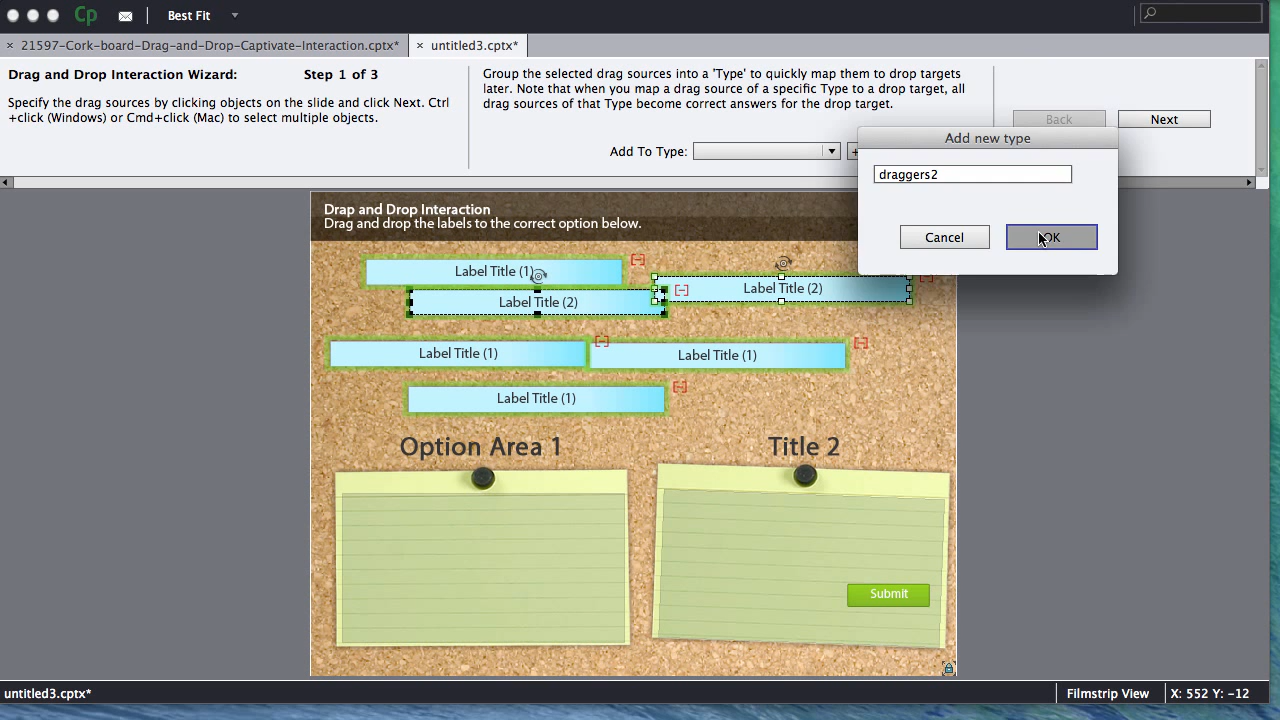 Cp
Best Fit
× 21597-Cork-board-Drag-and-Drop-Captivate-Interaction.cptx*
× untitled3.cptx*
Drag and Drop Interaction Wizard: Step 1 of 3
Specify the drag sources by clicking objects on the slide and click Next. Ctrl
+click (Windows) or Cmd+click (Mac) to select multiple objects.
Group the selected drag sources into a 'Type' to quickly map them to drop targets
later. Note that when you map a drag source of a specific Type to a drop target, all
drag sources of that Type become correct answers for the drop target.
Add To Type:
+
Back
Next
Add new type
draggers2
Cancel
OK
Drap and Drop Interaction
Drag and drop the labels to the correct option below.
Label Title (1)
Label Title (2)
Label Title (2)
Label Title (1)
Label Title (1)
Label Title (1)
Option Area 1
Title 2
Submit
untitled3.cptx*
Filmstrip View
X: 552 Y: -12